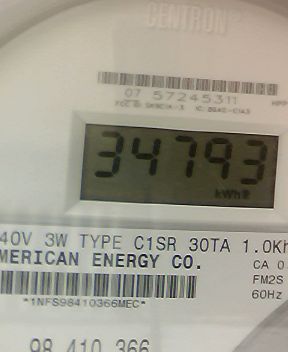 CENTRON
07 57245311
34793
kWh
40V 3W TYPE C1SR 30TA 1.0Kh
MERICAN ENERGY CO.
CA 0.
FM2S
60Hz
*1NFS98410366MEC*
98 410 366